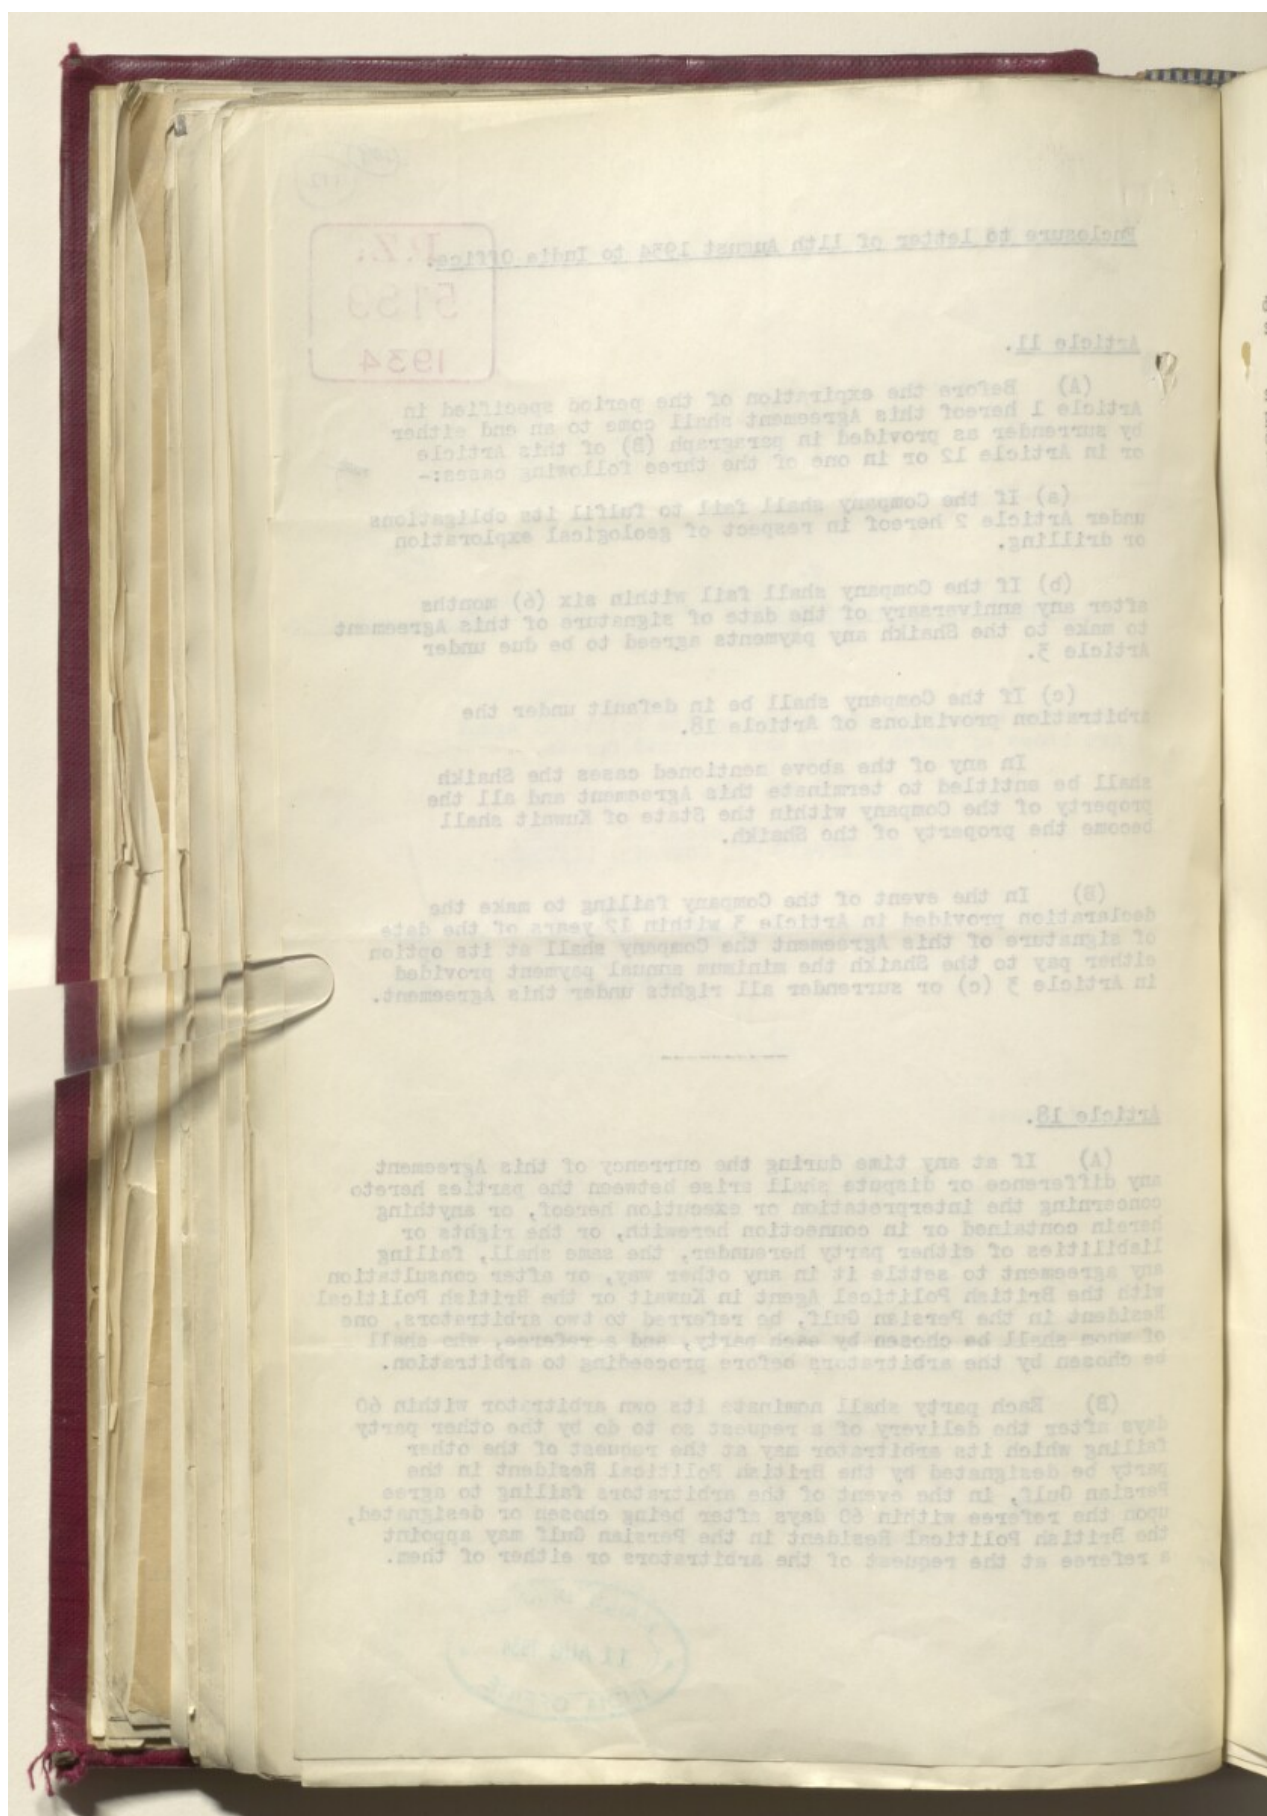 P.Z.
5159
1934
Enclosure to letter of 11th August 1934 to India Office.
Article 11.
(A) Before the expiration of the period specified in
Article 1 hereof this Agreement shall come to an end either
by surrender as provided in paragraph (B) of this Article
or in Article 12 or in one of the three following cases:-
(a) If the Company shall fail to fulfil its obligations
under Article 2 hereof in respect of geological exploration
or drilling.
(b) If the Company shall fail within six (6) months
after any anniversary of the date of signature of this Agreement
to make to the Shaikh any payments agreed to be due under
Article 3.
(c) If the Company shall be in default under the
arbitration provisions of Article 18.
In any of the above mentioned cases the Shaikh
shall be entitled to terminate this Agreement and all the
property of the Company within the State of Kuwait shall
become the property of the Shaikh.
(B) In the event of the Company failing to make the
declaration provided in Article 3 within 12 years of the date
of signature of this Agreement the Company shall at its option
either pay to the Shaikh the minimum annual payment provided
in Article 3 (c) or surrender all rights under this Agreement.
Article 18.
(A) If at any time during the currency of this Agreement
any difference or dispute shall arise between the parties hereto
concerning the interpretation or execution hereof, or anything
herein contained or in connection herewith, or the rights or
liabilities of either party hereunder, the same shall, failing
any agreement to settle it in any other way, or after consultation
with the British Political Agent in Kuwait or the British Political
Resident in the Persian Gulf, be referred to two arbitrators, one
of whom shall be chosen by each party, and a referee, who shall
be chosen by the arbitrators before proceeding to arbitration.
(B) Each party shall nominate its own arbitrator within 60
days after the delivery of a request so to do by the other party
failing which its arbitrator may at the request of the other
party be designated by the British Political Resident in the
Persian Gulf, in the event of the arbitrators failing to agree
upon the referee within 60 days after being chosen or designated,
the British Political Resident in the Persian Gulf may appoint
a referee at the request of the arbitrators or either of them.
11 AUG 1934
INDIA OFFICE